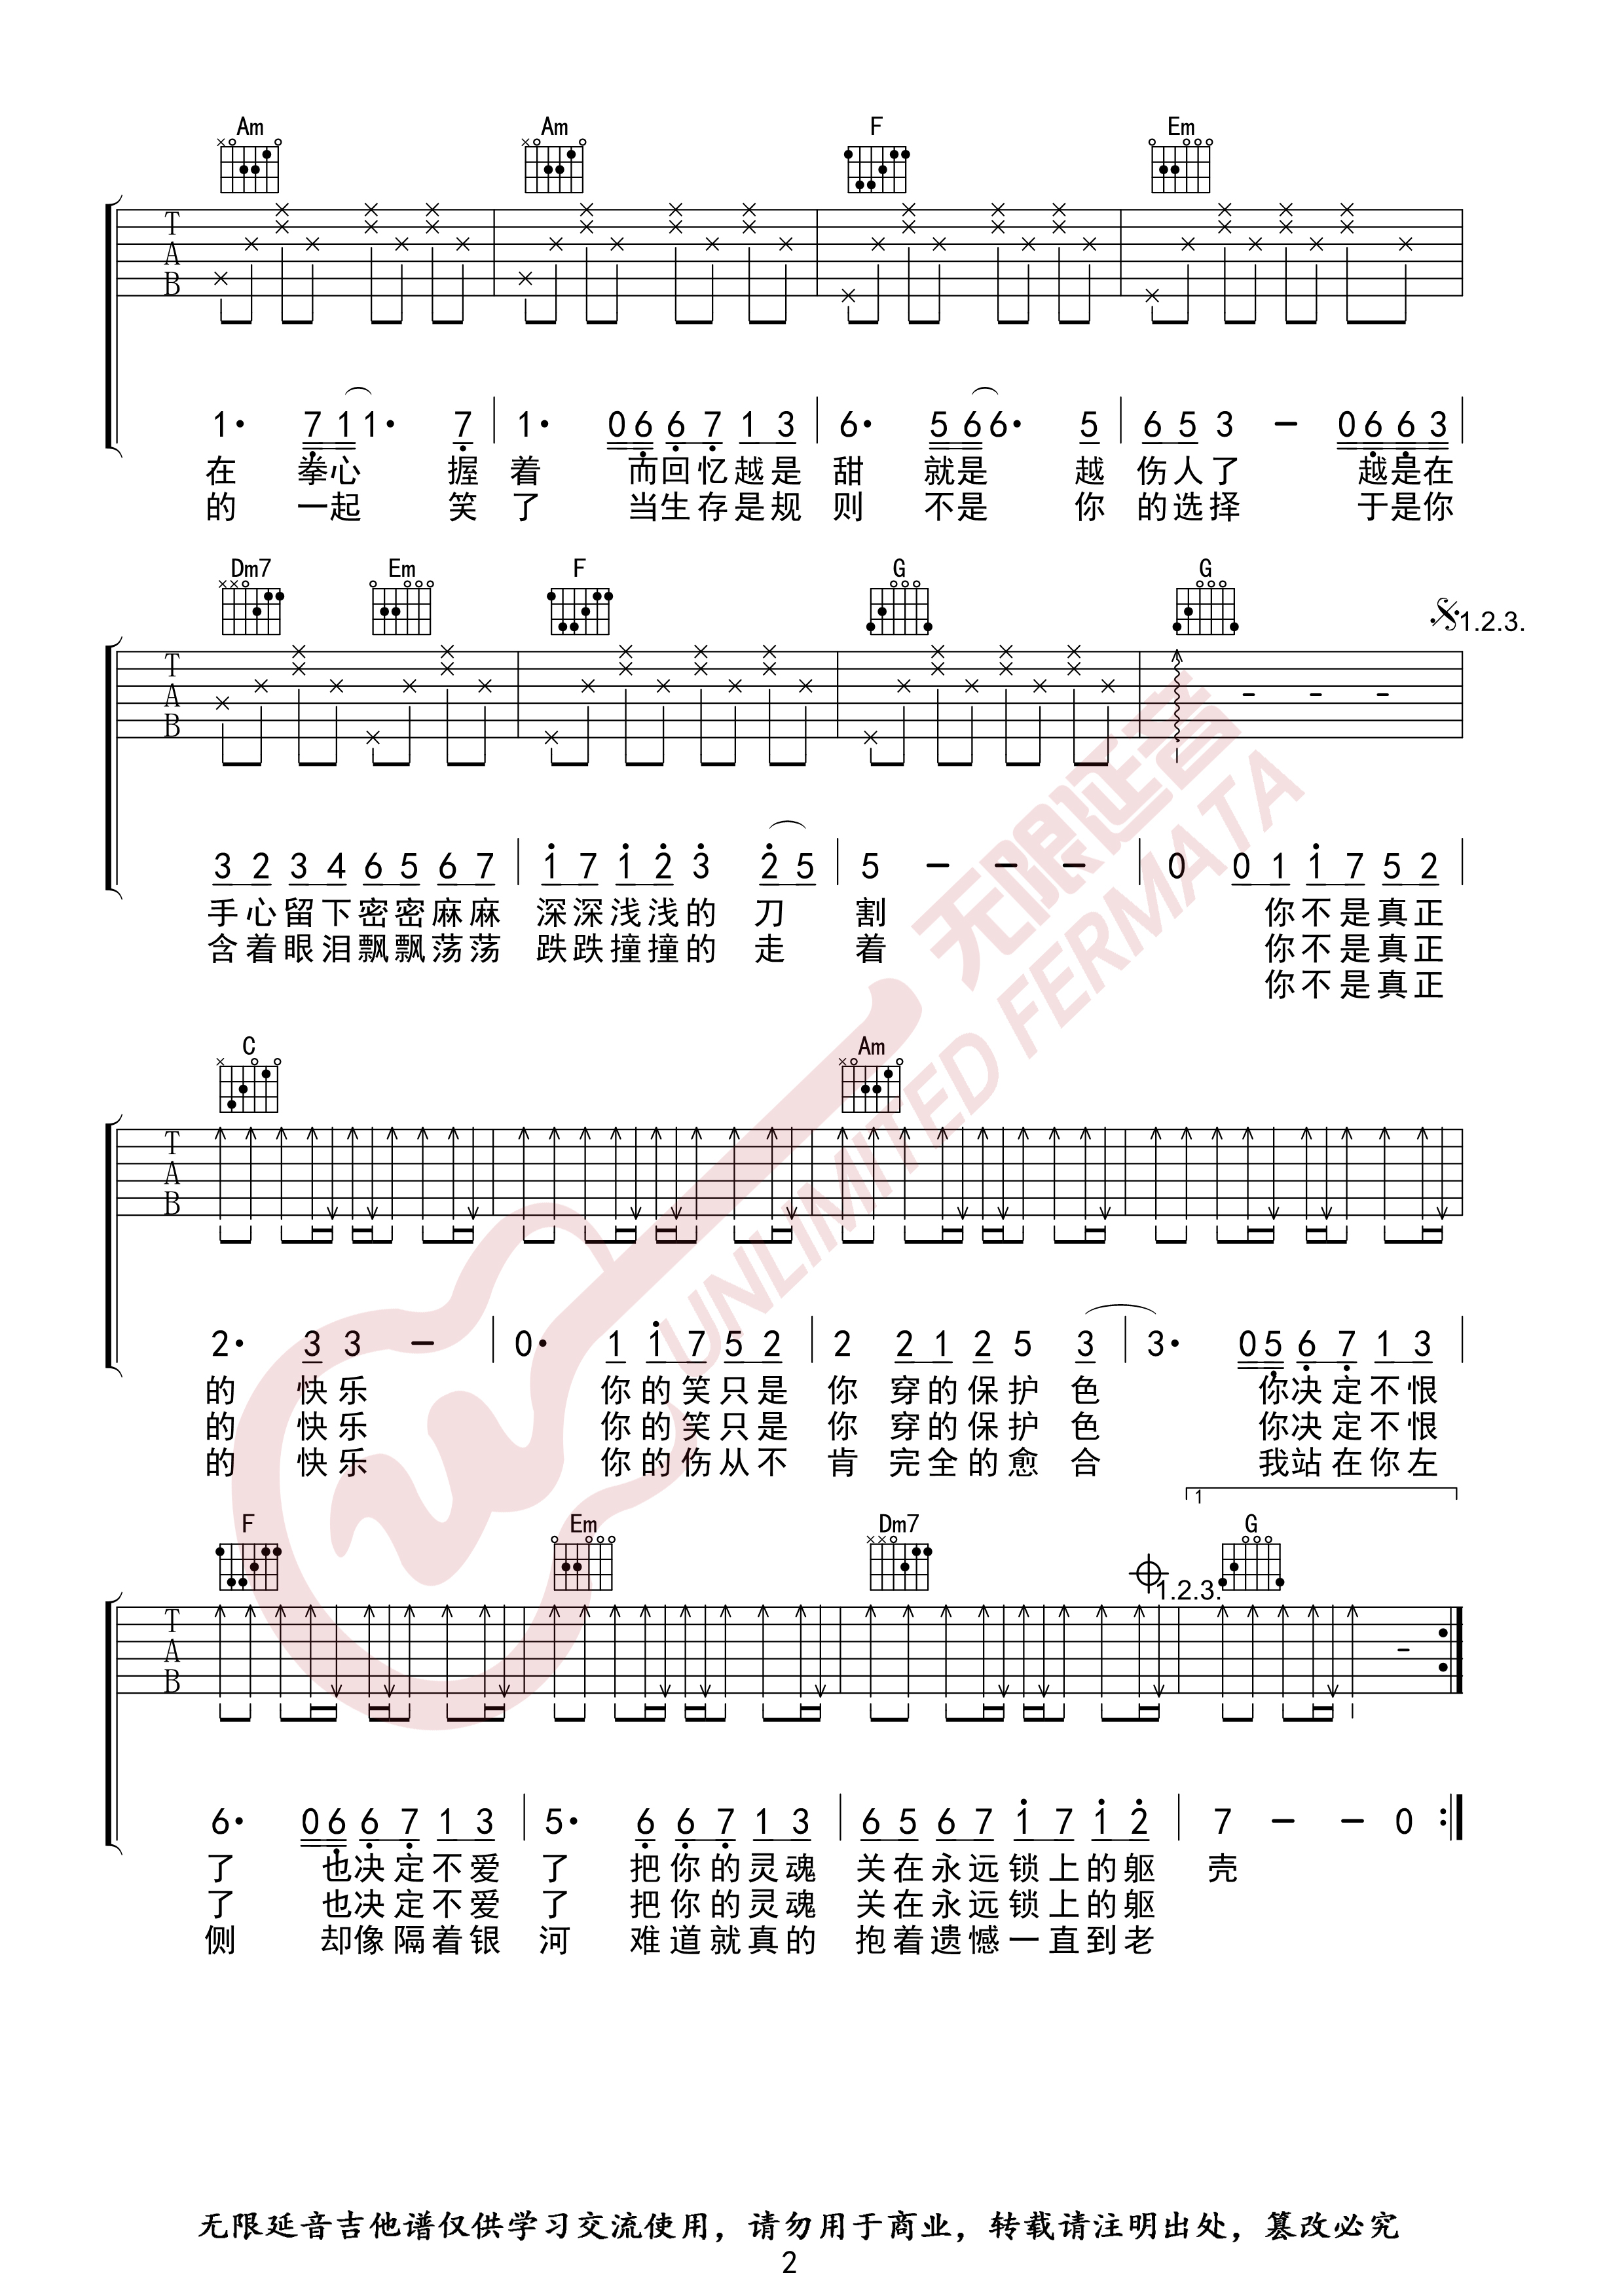 Am Am F Em
T
A
B
1· 7 1 1· 7 | 1· 0 6 6 7 1 3 | 6· 5 6 6· 5 | 6 5 3 – 0 6 6 3 |
在 拳心 握 着 而回忆越是 甜 就是 越 伤人了 越是在
的 一起 笑 了 当生存是规 则 不是 你 的选择 于是你
Dm7 Em F G G
1.2.3.
T
A
B
3 2 3 4 6 5 6 7 | 1 7 1 2 3 2 5 | 5 – – – | 0 0 1 1 7 5 2 |
手心留下密密麻麻 深深浅浅的 刀 割 你不是真正
含着眼泪飘飘荡荡 跌跌撞撞的 走 着 你不是真正
你不是真正
C Am
T
A
B
2· 3 3 – | 0· 1 1 7 5 2 | 2 2 1 2 5 3 | 3· 0 5 6 7 1 3 |
的 快乐 你的笑只是 你 穿的保护 色 你决定不恨
的 快乐 你的笑只是 你 穿的保护 色 你决定不恨
的 快乐 你的伤从不 肯 完全的愈 合 我站在你左
1
F Em Dm7 G
1.2.3.
T
A
B
6· 0 6 6 7 1 3 | 5· 6 6 7 1 3 | 6 5 6 7 1 7 1 2 | 7 – – 0 :|
了 也决定不爱 了 把你的灵魂 关在永远锁上的躯 壳
了 也决定不爱 了 把你的灵魂 关在永远锁上的躯
侧 却像隔着银 河 难道就真的 抱着遗憾一直到老
无限延音
UNLIMITED FERMATA
无限延音吉他谱仅供学习交流使用，请勿用于商业，转载请注明出处，篡改必究
2